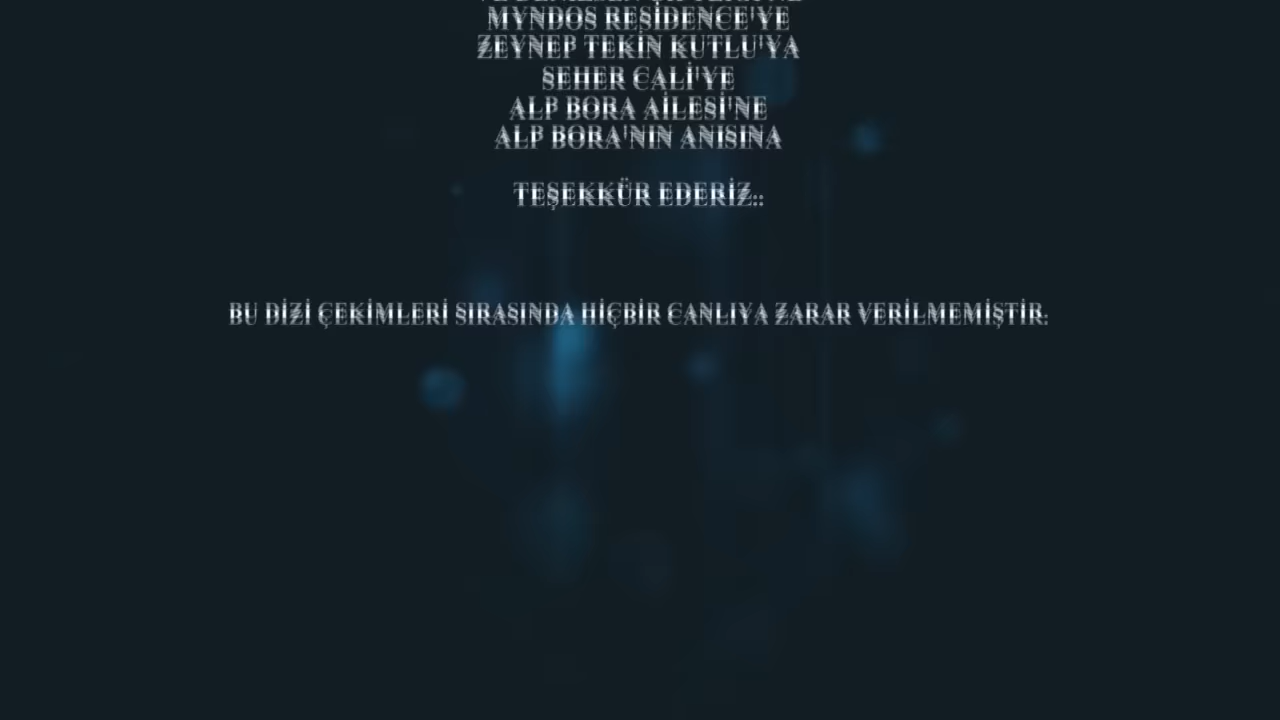 MYNDOS RESİDENCE'YE
ZEYNEP TEKİN KUTLU'YA
SEHER CALİ'YE
ALP BORA AİLESİ'NE
ALP BORA'NIN ANISINA
TEŞEKKÜR EDERİZ..
BU DİZİ ÇEKİMLERİ SIRASINDA HİÇBİR CANLIYA ZARAR VERİLMEMİŞTİR.